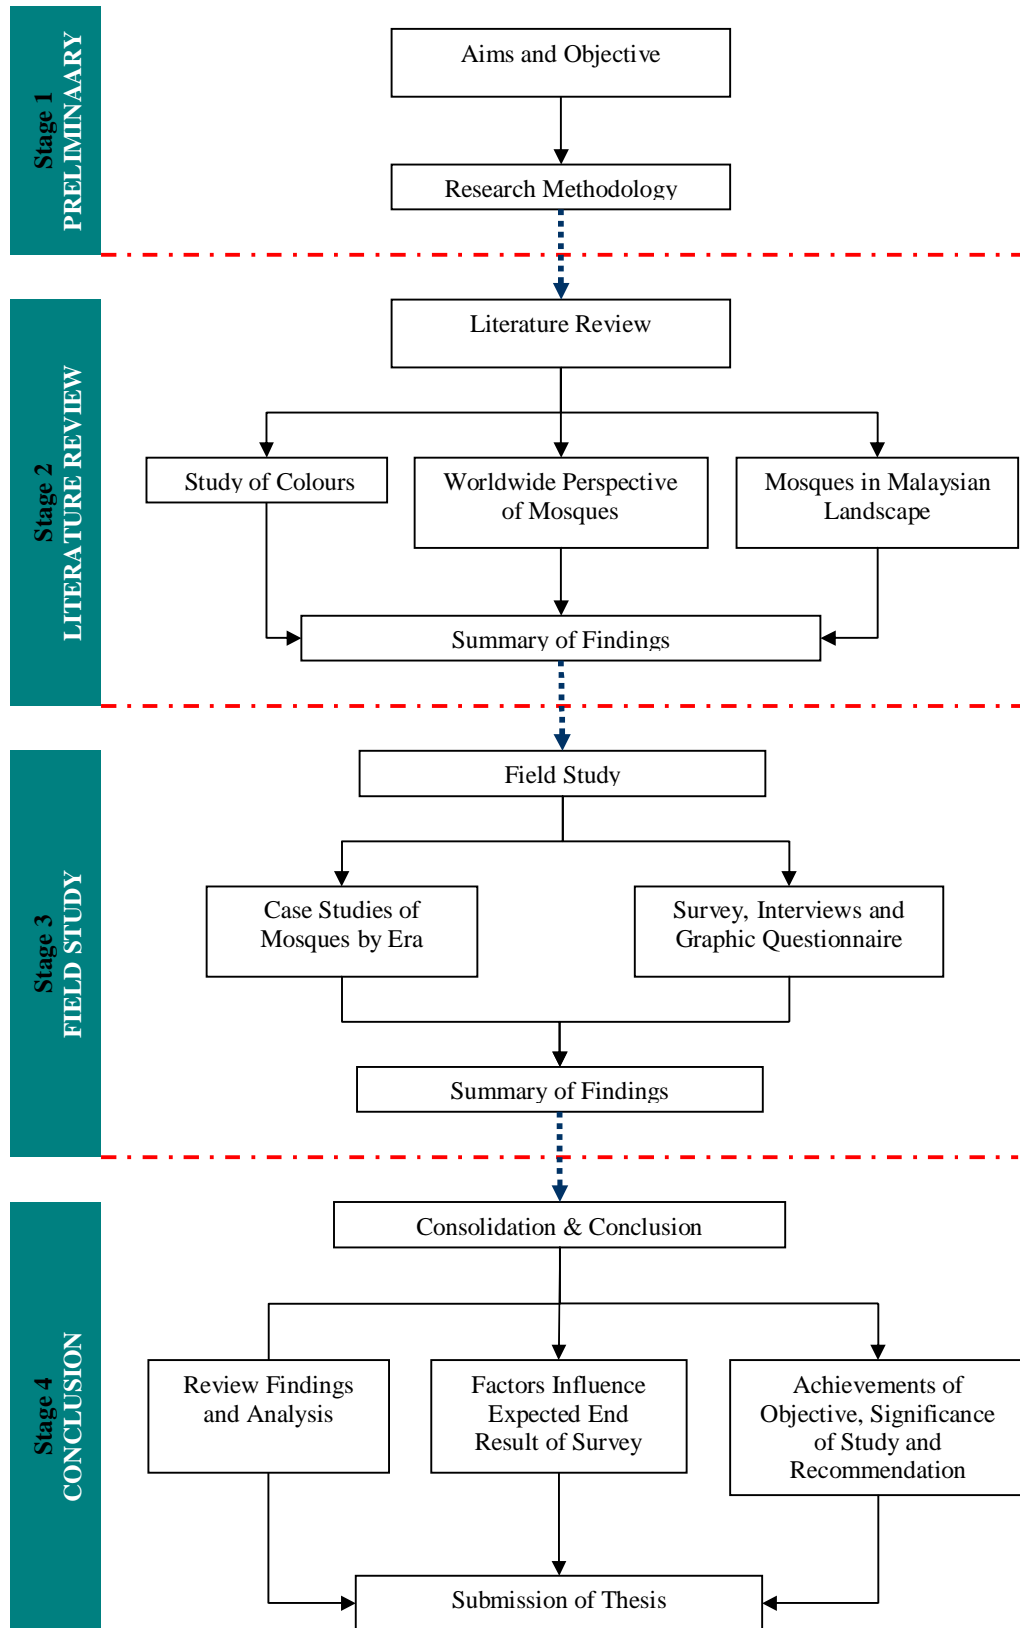 Stage 1
PRELIMINAARY
Aims and Objective
Research Methodology
Stage 2
LITERATURE REVIEW
Literature Review
Study of Colours
Worldwide Perspective
of Mosques
Mosques in Malaysian
Landscape
Summary of Findings
Stage 3
FIELD STUDY
Field Study
Case Studies of
Mosques by Era
Survey, Interviews and
Graphic Questionnaire
Summary of Findings
Stage 4
CONCLUSION
Consolidation & Conclusion
Review Findings
and Analysis
Factors Influence
Expected End
Result of Survey
Achievements of
Objective, Significance
of Study and
Recommendation
Submission of Thesis